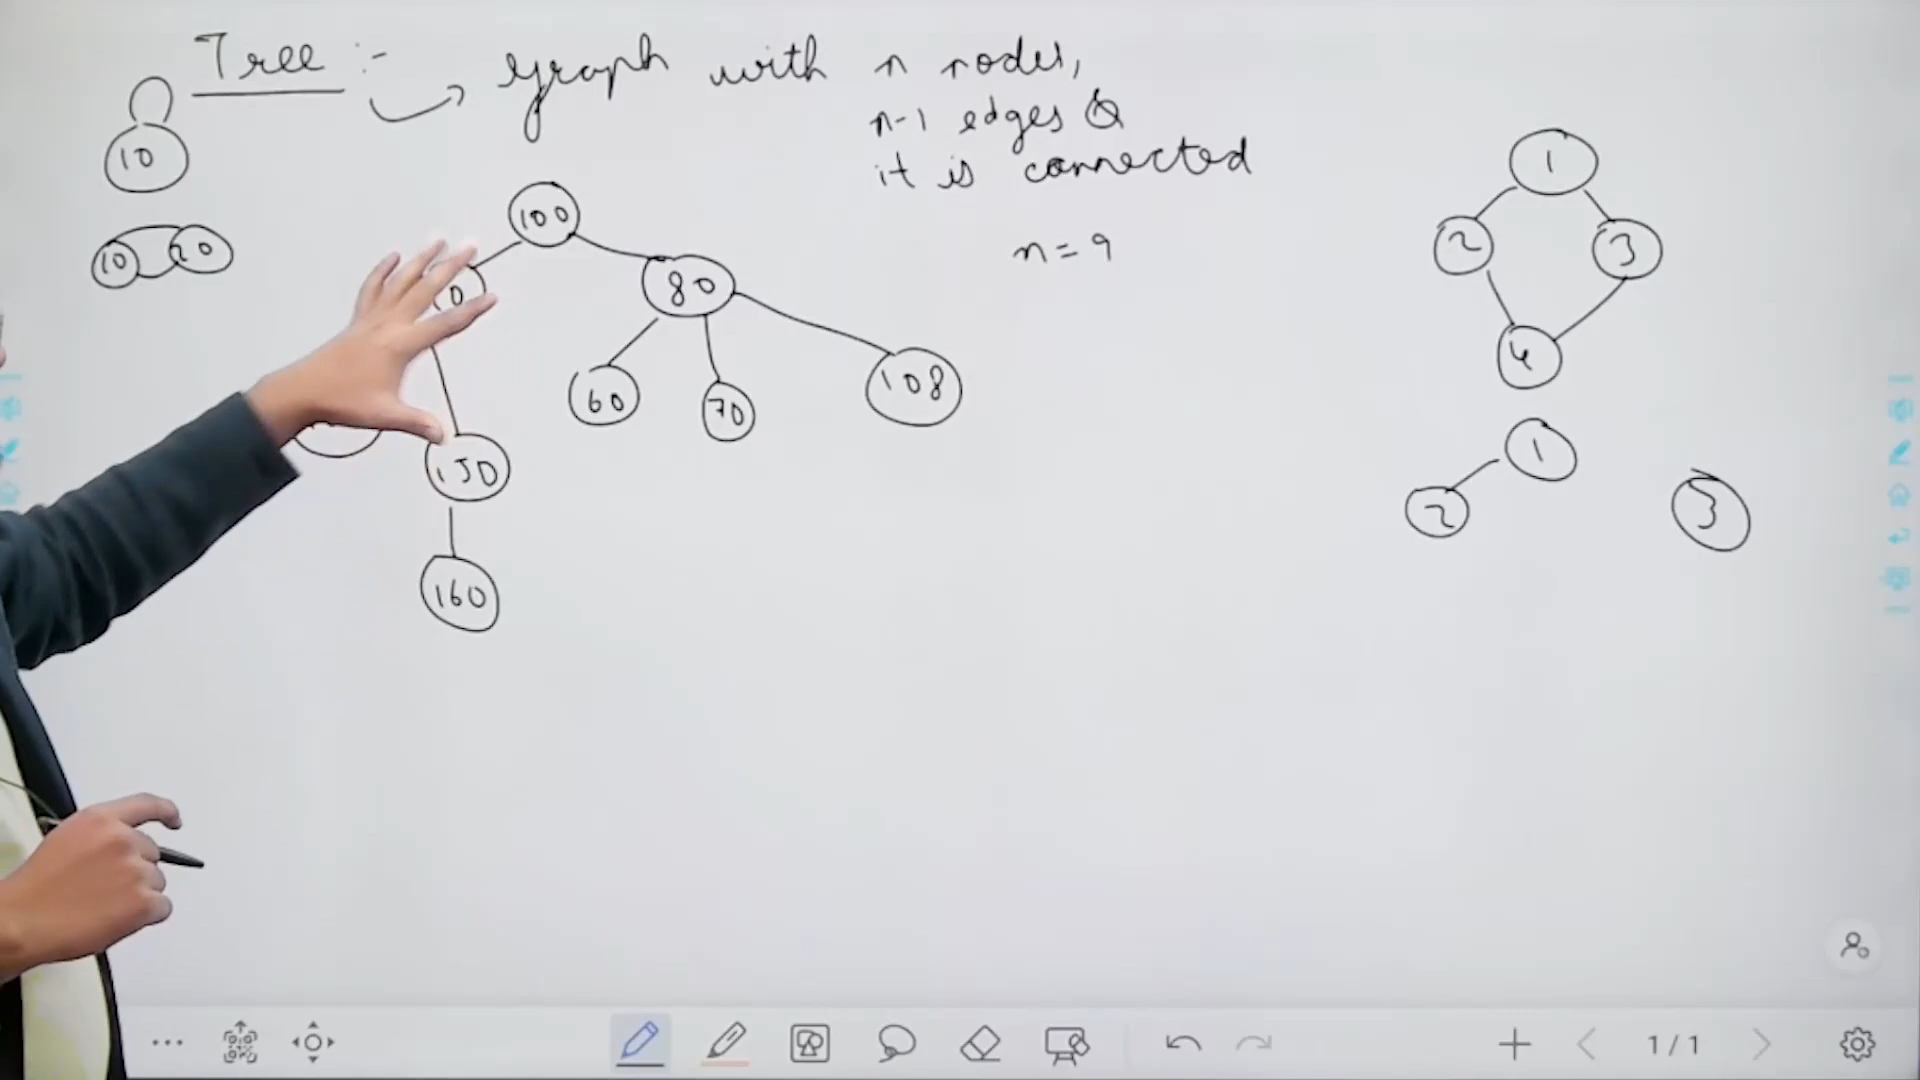 Tree :-
Graph with n nodes,
n-1 edges &
it is connected
n = 9
10
10 20
100
80
60 70 108
150
160
1
2 3
4
1
2 3
1 / 1